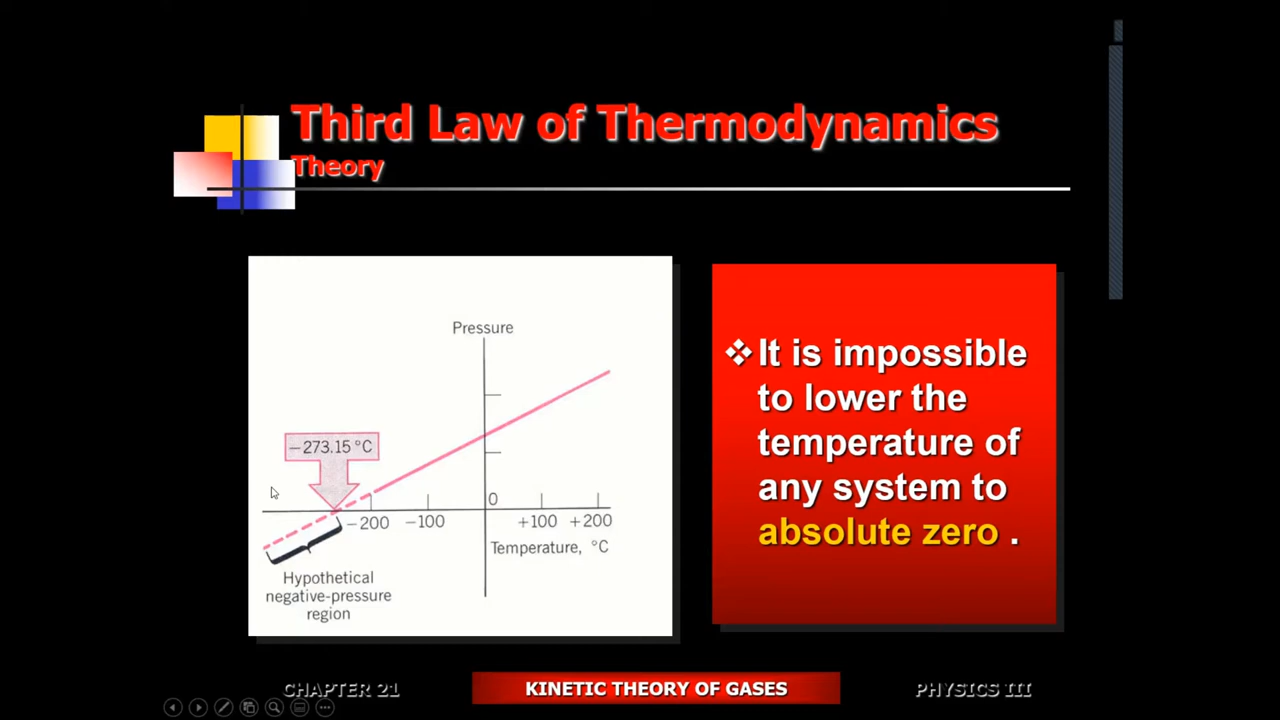 Third Law of Thermodynamics
Theory
Pressure
−273.15 °C
0
−200 −100 +100 +200
Temperature, °C
Hypothetical
negative-pressure
region
❖It is impossible
to lower the
temperature of
any system to
absolute zero .
CHAPTER 21 KINETIC THEORY OF GASES PHYSICS III